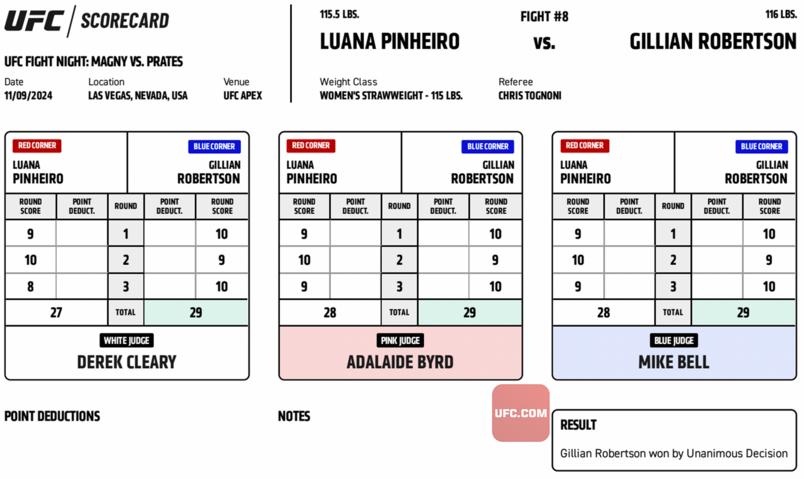 UFC / SCORECARD
UFC FIGHT NIGHT: MAGNY VS. PRATES
Date Location Venue
11/09/2024 LAS VEGAS, NEVADA, USA UFC APEX
115.5 LBS. FIGHT #8 116 LBS.
LUANA PINHEIRO VS. GILLIAN ROBERTSON
Weight Class Referee
WOMEN'S STRAWWEIGHT - 115 LBS. CHRIS TOGNONI
RED CORNER BLUE CORNER
LUANA GILLIAN
PINHEIRO ROBERTSON
ROUND POINT ROUND POINT ROUND
SCORE DEDUCT. DEDUCT. SCORE
9 1 10
10 2 9
8 3 10
27 TOTAL 29
WHITE JUDGE
DEREK CLEARY
RED CORNER BLUE CORNER
LUANA GILLIAN
PINHEIRO ROBERTSON
ROUND POINT ROUND POINT ROUND
SCORE DEDUCT. DEDUCT. SCORE
9 1 10
10 2 9
9 3 10
28 TOTAL 29
PINK JUDGE
ADALAIDE BYRD
RED CORNER BLUE CORNER
LUANA GILLIAN
PINHEIRO ROBERTSON
ROUND POINT ROUND POINT ROUND
SCORE DEDUCT. DEDUCT. SCORE
9 1 10
10 2 9
9 3 10
28 TOTAL 29
BLUE JUDGE
MIKE BELL
POINT DEDUCTIONS
NOTES
UFC.COM
RESULT
Gillian Robertson won by Unanimous Decision